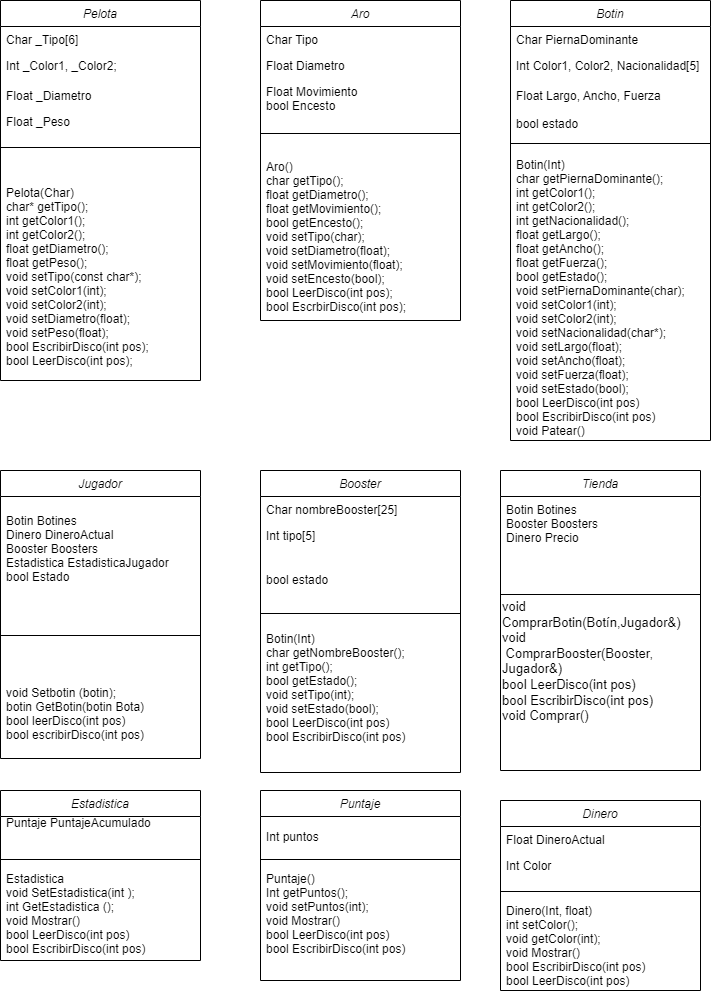 Pelota
Char _Tipo[6]
Int _Color1, _Color2;
Float _Diametro
Float _Peso
Pelota(Char)
char* getTipo();
int getColor1();
int getColor2();
float getDiametro();
float getPeso();
void setTipo(const char*);
void setColor1(int);
void setColor2(int);
void setDiametro(float);
void setPeso(float);
bool EscribirDisco(int pos);
bool LeerDisco(int pos);
Aro
Char Tipo
Float Diametro
Float Movimiento
bool Encesto
Aro()
char getTipo();
float getDiametro();
float getMovimiento();
bool getEncesto();
void setTipo(char);
void setDiametro(float);
void setMovimiento(float);
void setEncesto(bool);
bool LeerDisco(int pos);
bool EscrbirDisco(int pos);
Botin
Char PiernaDominante
Int Color1, Color2, Nacionalidad[5]
Float Largo, Ancho, Fuerza
bool estado
Botin(Int)
char getPiernaDominante();
int getColor1();
int getColor2();
int getNacionalidad();
float getLargo();
float getAncho();
float getFuerza();
bool getEstado();
void setPiernaDominante(char);
void setColor1(int);
void setColor2(int);
void setNacionalidad(char*);
void setLargo(float);
void setAncho(float);
void setFuerza(float);
void setEstado(bool);
bool LeerDisco(int pos)
bool EscribirDisco(int pos)
void Patear()
Jugador
Botin Botines
Dinero DineroActual
Booster Boosters
Estadistica EstadisticaJugador
bool Estado
void Setbotin (botin);
botin GetBotin(botin Bota)
bool leerDisco(int pos)
bool escribirDisco(int pos)
Booster
Char nombreBooster[25]
Int tipo[5]
bool estado
Botin(Int)
char getNombreBooster();
int getTipo();
bool getEstado();
void setTipo(int);
void setEstado(bool);
bool LeerDisco(int pos)
bool EscribirDisco(int pos)
Tienda
Botin Botines
Booster Boosters
Dinero Precio
void
ComprarBotin(Botín,Jugador&)
void
ComprarBooster(Booster,
Jugador&)
bool LeerDisco(int pos)
bool EscribirDisco(int pos)
void Comprar()
Estadistica
Puntaje PuntajeAcumulado
Estadistica
void SetEstadistica(int );
int GetEstadistica ();
void Mostrar()
bool LeerDisco(int pos)
bool EscribirDisco(int pos)
Puntaje
Int puntos
Puntaje()
Int getPuntos();
void setPuntos(int);
void Mostrar()
bool LeerDisco(int pos)
bool EscribirDisco(int pos)
Dinero
Float DineroActual
Int Color
Dinero(Int, float)
int setColor();
void getColor(int);
void Mostrar()
bool EscribirDisco(int pos)
bool LeerDisco(int pos)